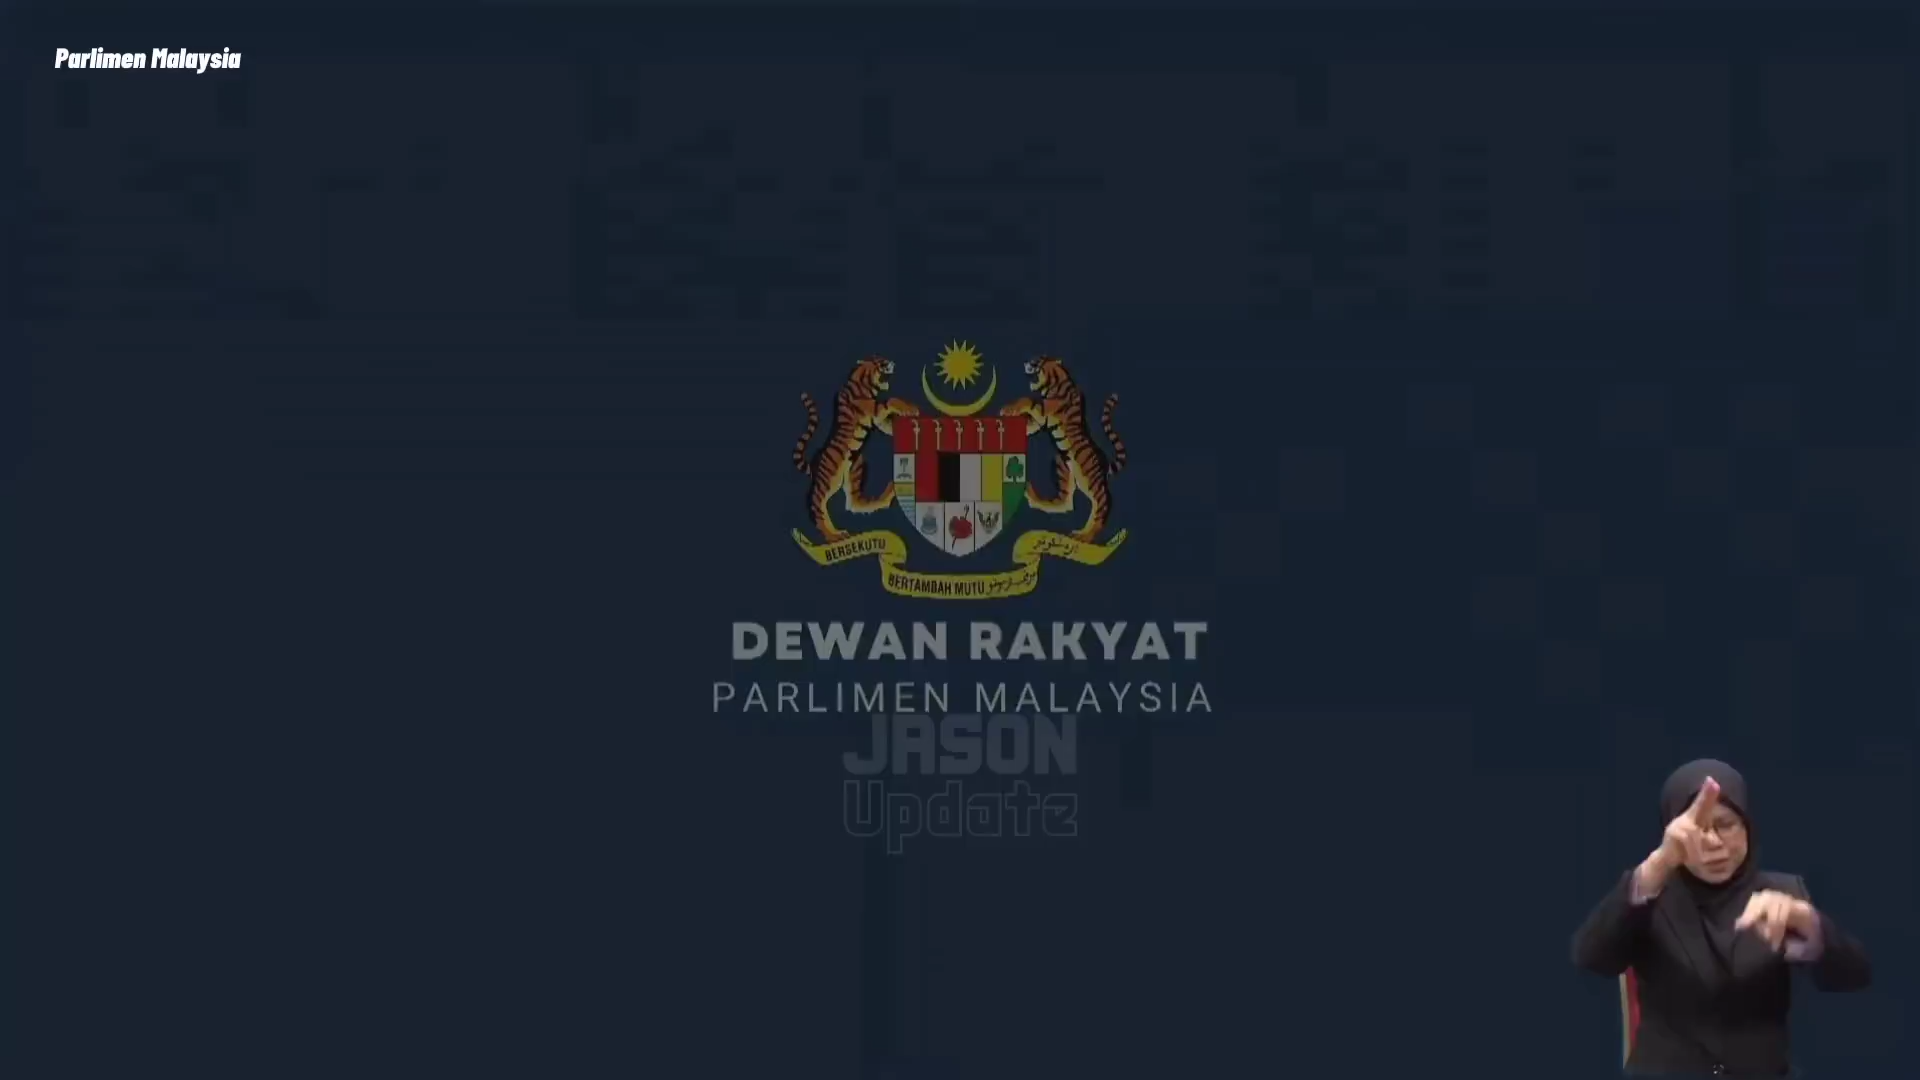 Parlimen Malaysia
BERSEKUTU
BERTAMBAH MUTU
DEWAN RAKYAT
PARLIMEN MALAYSIA
JASON
Update